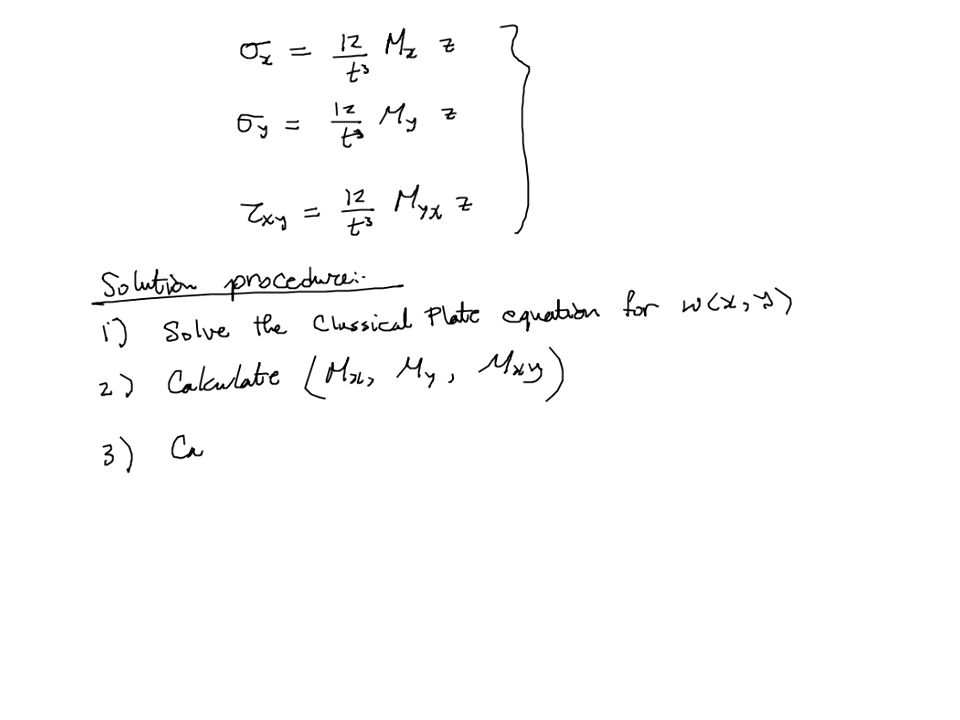 σx = 12/t³ Mx z
σy = 12/t³ My z
τxy = 12/t³ Myx z
Solution procedure:-
1) Solve the Classical Plate equation for w(x,y)
2) Calculate (Mx, My, Mxy)
3) Ca